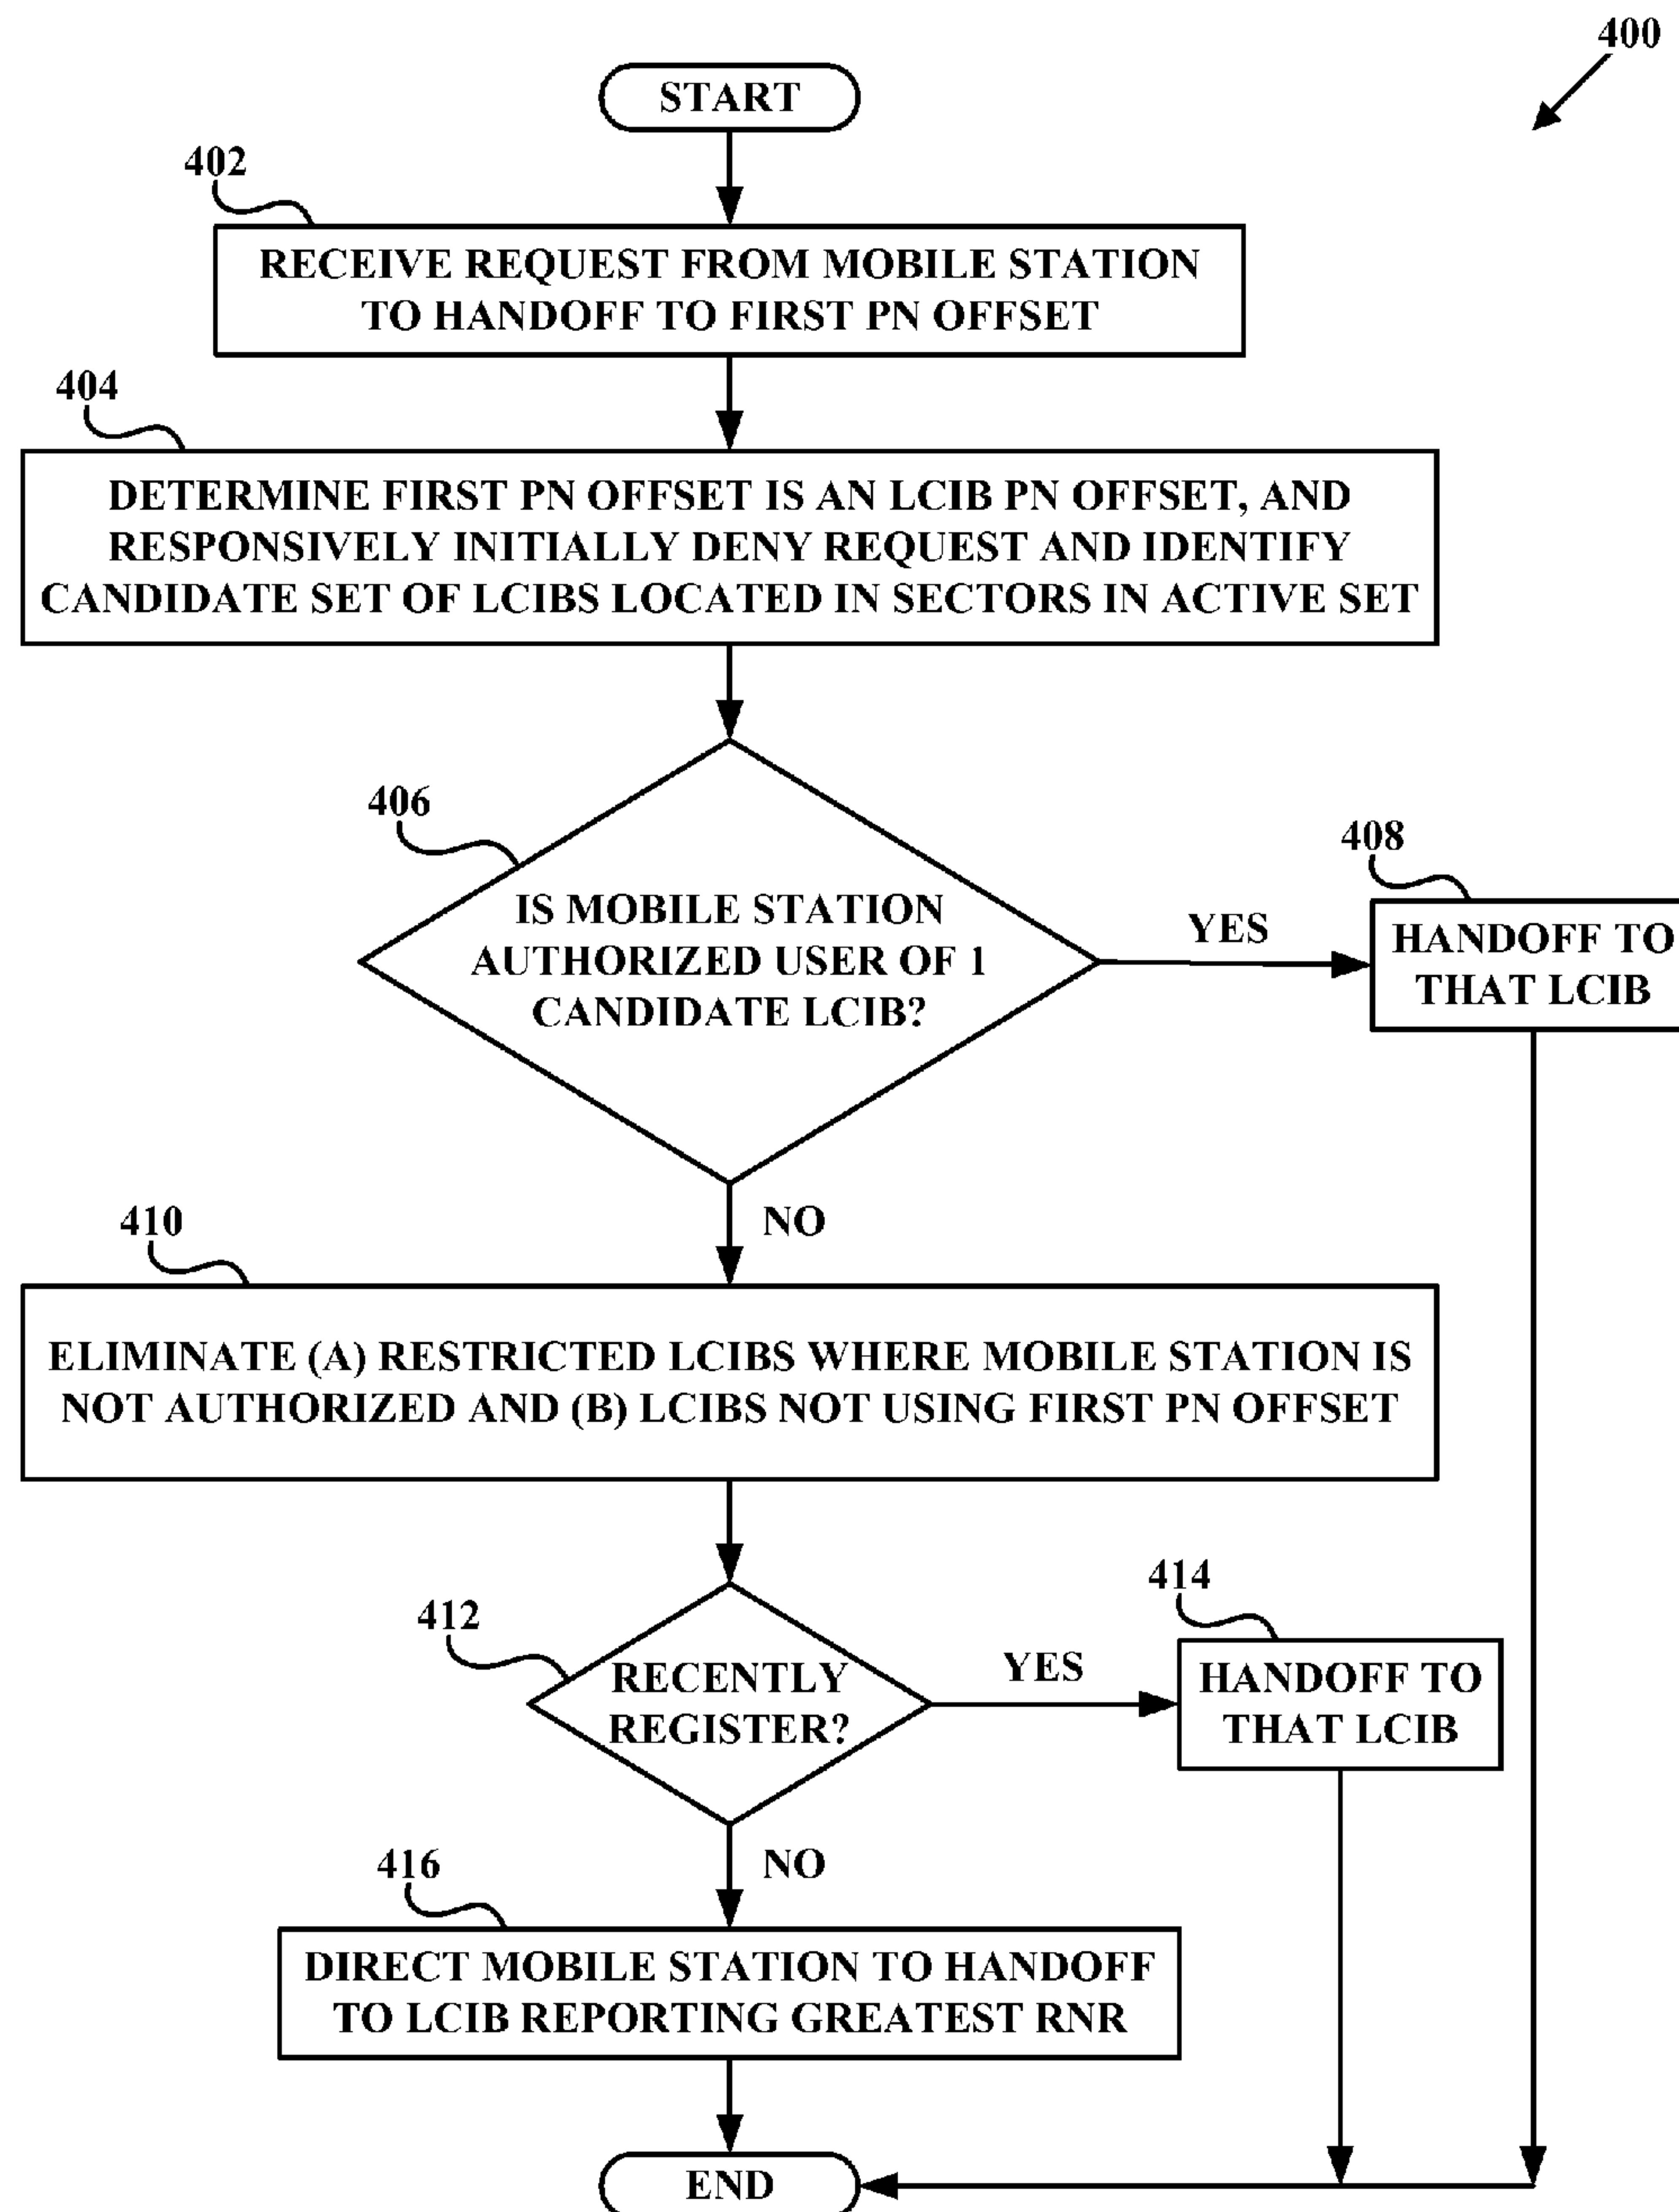 400
START
402
RECEIVE REQUEST FROM MOBILE STATION
TO HANDOFF TO FIRST PN OFFSET
404
DETERMINE FIRST PN OFFSET IS AN LCIB PN OFFSET, AND
RESPONSIVELY INITIALLY DENY REQUEST AND IDENTIFY
CANDIDATE SET OF LCIBS LOCATED IN SECTORS IN ACTIVE SET
406
IS MOBILE STATION
AUTHORIZED USER OF 1
CANDIDATE LCIB?
YES
408
HANDOFF TO
THAT LCIB
NO
410
ELIMINATE (A) RESTRICTED LCIBS WHERE MOBILE STATION IS
NOT AUTHORIZED AND (B) LCIBS NOT USING FIRST PN OFFSET
412
RECENTLY
REGISTER?
YES
414
HANDOFF TO
THAT LCIB
NO
416
DIRECT MOBILE STATION TO HANDOFF
TO LCIB REPORTING GREATEST RNR
END